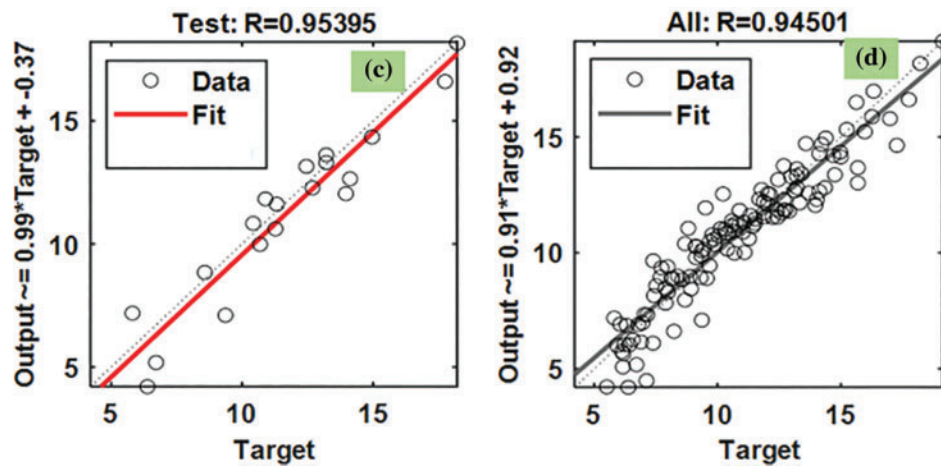 Test: R=0.95395
Output ~= 0.99*Target + -0.37
(c)
Data
Fit
15
10
5
5
10
15
Target
All: R=0.94501
Output ~= 0.91*Target + 0.92
(d)
Data
Fit
15
10
5
5
10
15
Target